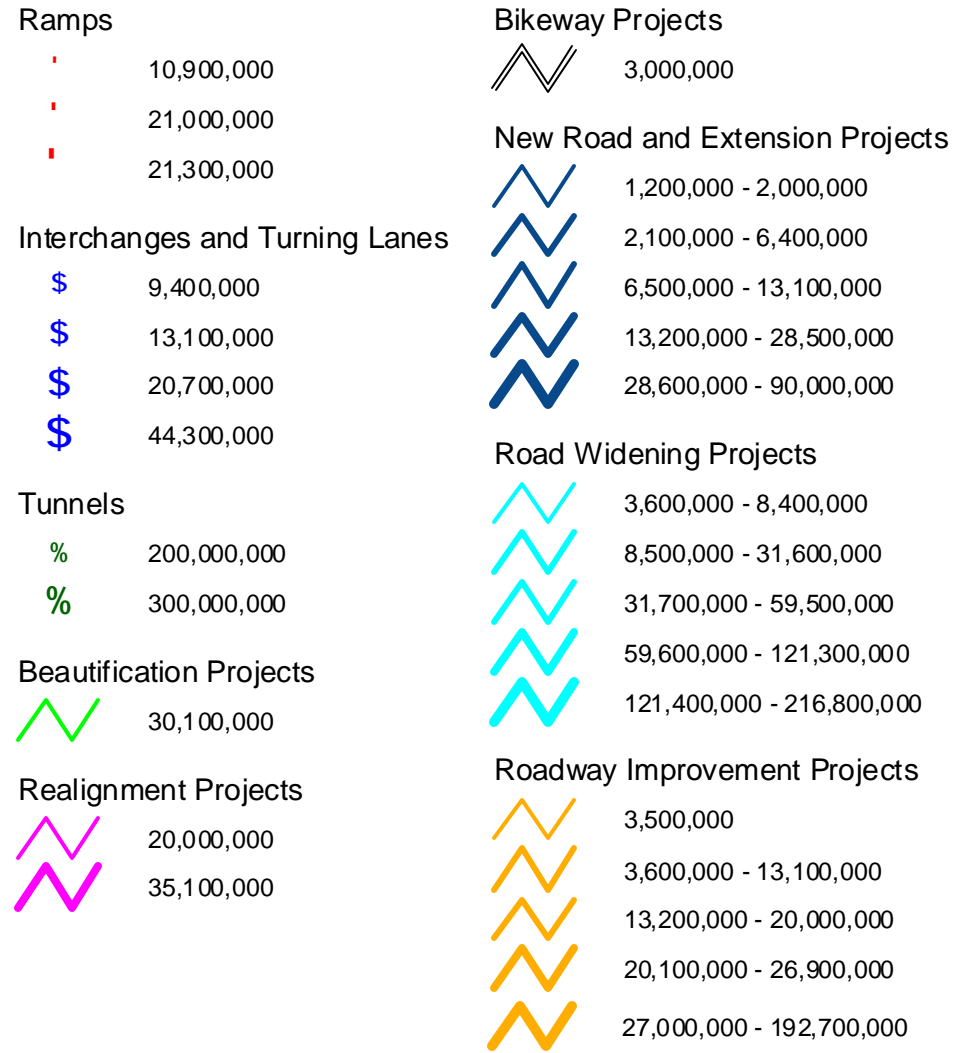 Ramps
10,900,000
21,000,000
21,300,000
Interchanges and Turning Lanes
$ 9,400,000
$ 13,100,000
$ 20,700,000
$ 44,300,000
Tunnels
% 200,000,000
% 300,000,000
Beautification Projects
30,100,000
Realignment Projects
20,000,000
35,100,000
Bikeway Projects
3,000,000
New Road and Extension Projects
1,200,000 - 2,000,000
2,100,000 - 6,400,000
6,500,000 - 13,100,000
13,200,000 - 28,500,000
28,600,000 - 90,000,000
Road Widening Projects
3,600,000 - 8,400,000
8,500,000 - 31,600,000
31,700,000 - 59,500,000
59,600,000 - 121,300,000
121,400,000 - 216,800,000
Roadway Improvement Projects
3,500,000
3,600,000 - 13,100,000
13,200,000 - 20,000,000
20,100,000 - 26,900,000
27,000,000 - 192,700,000